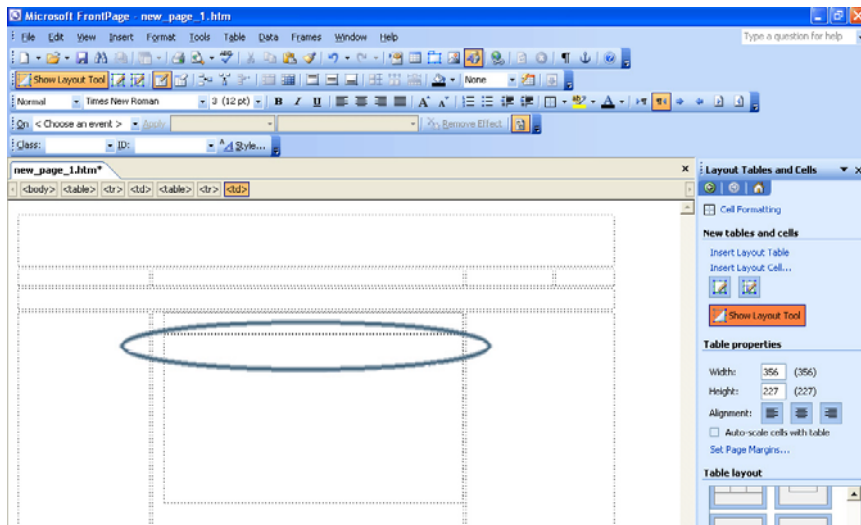 Microsoft FrontPage - new_page_1.htm
File Edit View Insert Format Tools Table Data Frames Window Help Type a question for help
Show Layout Tool None
Normal Times New Roman 3 (12 pt) B I U A A A
On < Choose an event > Apply Remove Effect
Class: ID: Style...
new_page_1.htm*
<body> <table> <tr> <td> <table> <tr> <td>
Layout Tables and Cells
Cell Formatting
New tables and cells
Insert Layout Table
Insert Layout Cell...
Show Layout Tool
Table properties
Width: 356 (356)
Height: 227 (227)
Alignment:
Auto-scale cells with table
Set Page Margins...
Table layout